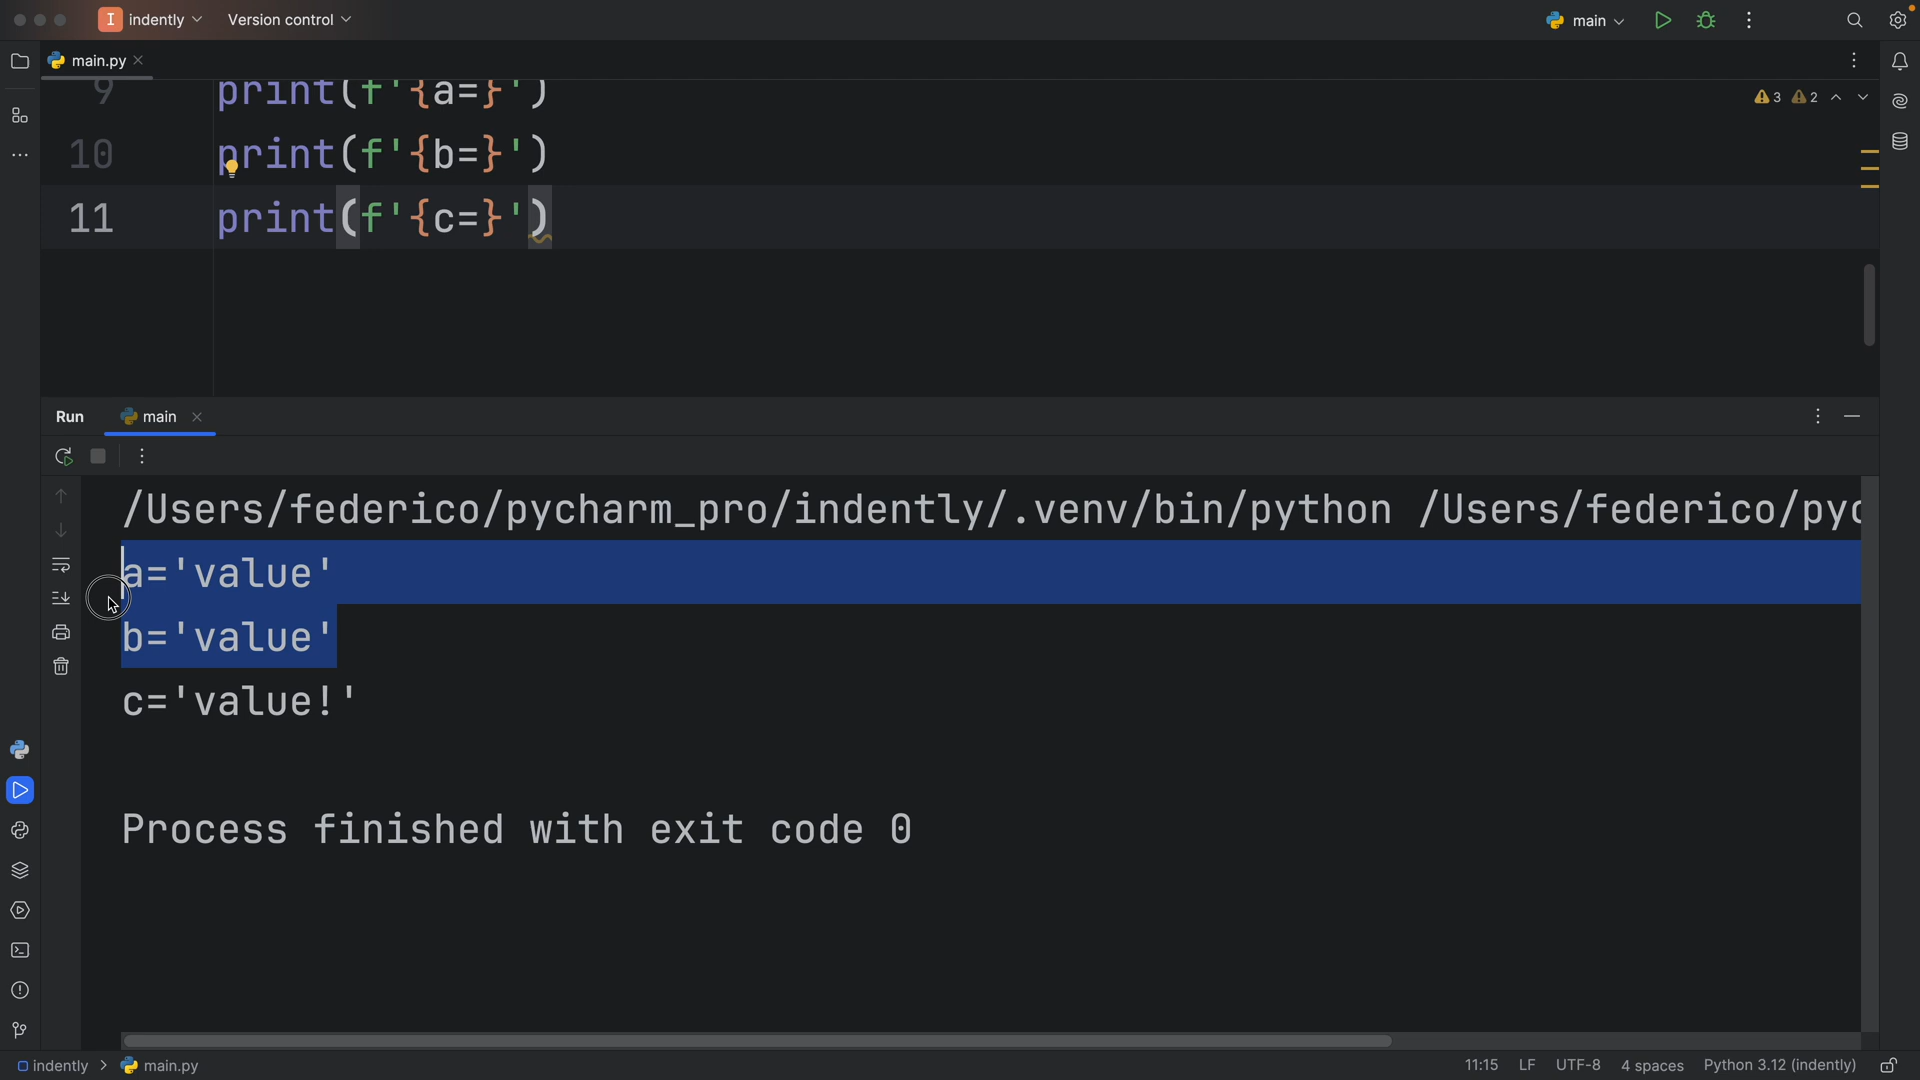 I indently Version control main
main.py
9 print(f'{a=}')
3 2
10 print(f'{b=}')
11 print(f'{c=}')
Run main
/Users/federico/pycharm_pro/indently/.venv/bin/python /Users/federico/pyc
a='value'
b='value'
c='value!'
Process finished with exit code 0
indently main.py 11:15 LF UTF-8 4 spaces Python 3.12 (indently)